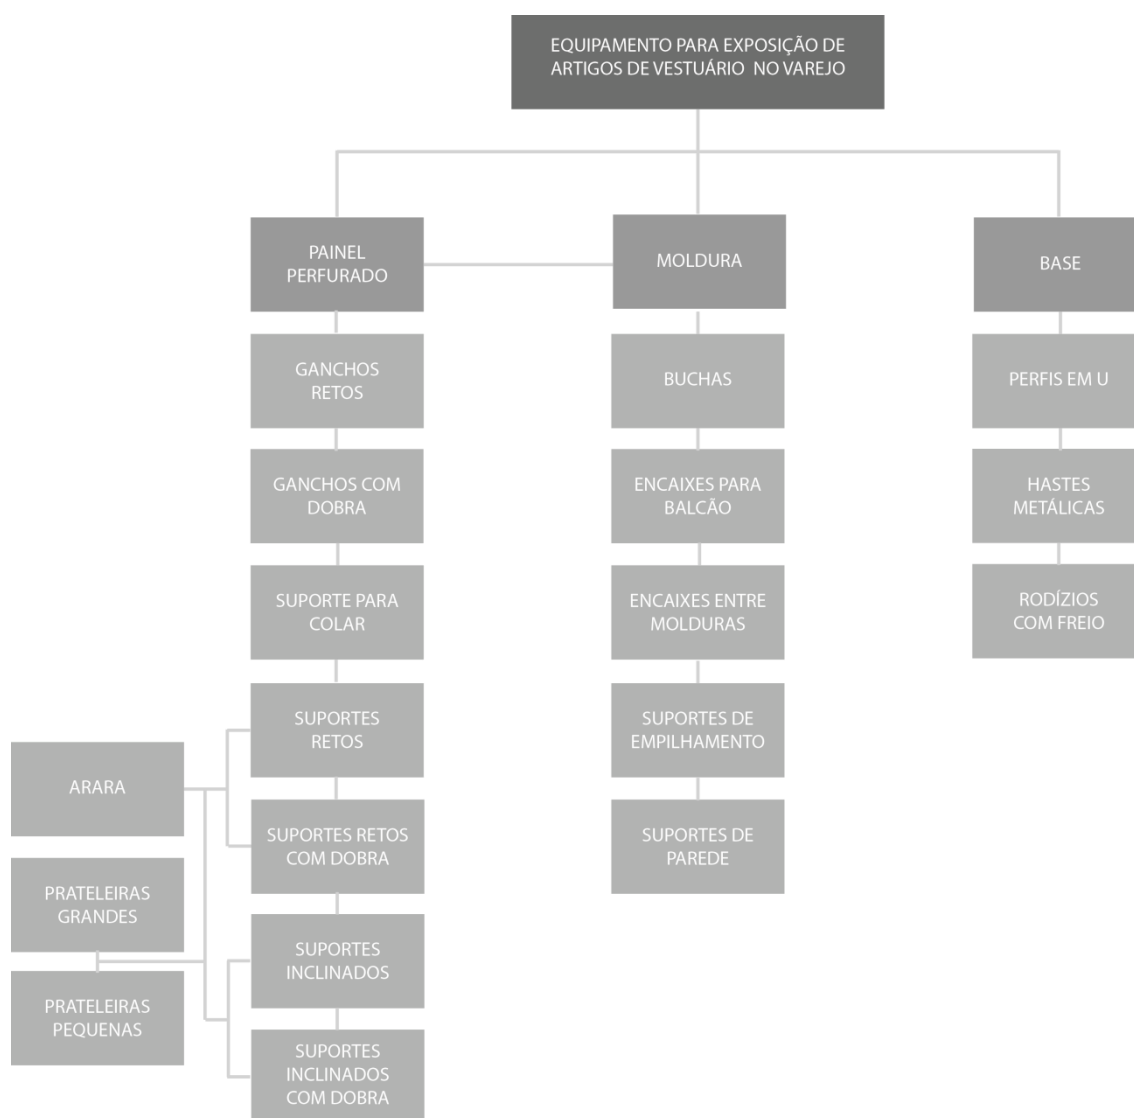 EQUIPAMENTO PARA EXPOSIÇÃO DE
ARTIGOS DE VESTUÁRIO NO VAREJO
PAINEL
PERFURADO
MOLDURA
BASE
GANCHOS
RETOS
BUCHAS
PERFIS EM U
GANCHOS COM
DOBRA
ENCAIXES PARA
BALCÃO
HASTES
METÁLICAS
SUPORTE PARA
COLAR
ENCAIXES ENTRE
MOLDURAS
RODÍZIOS
COM FREIO
SUPORTES
RETOS
SUPORTES DE
EMPILHAMENTO
ARARA
SUPORTES RETOS
COM DOBRA
SUPORTES DE
PAREDE
PRATELEIRAS
GRANDES
SUPORTES
INCLINADOS
PRATELEIRAS
PEQUENAS
SUPORTES
INCLINADOS
COM DOBRA